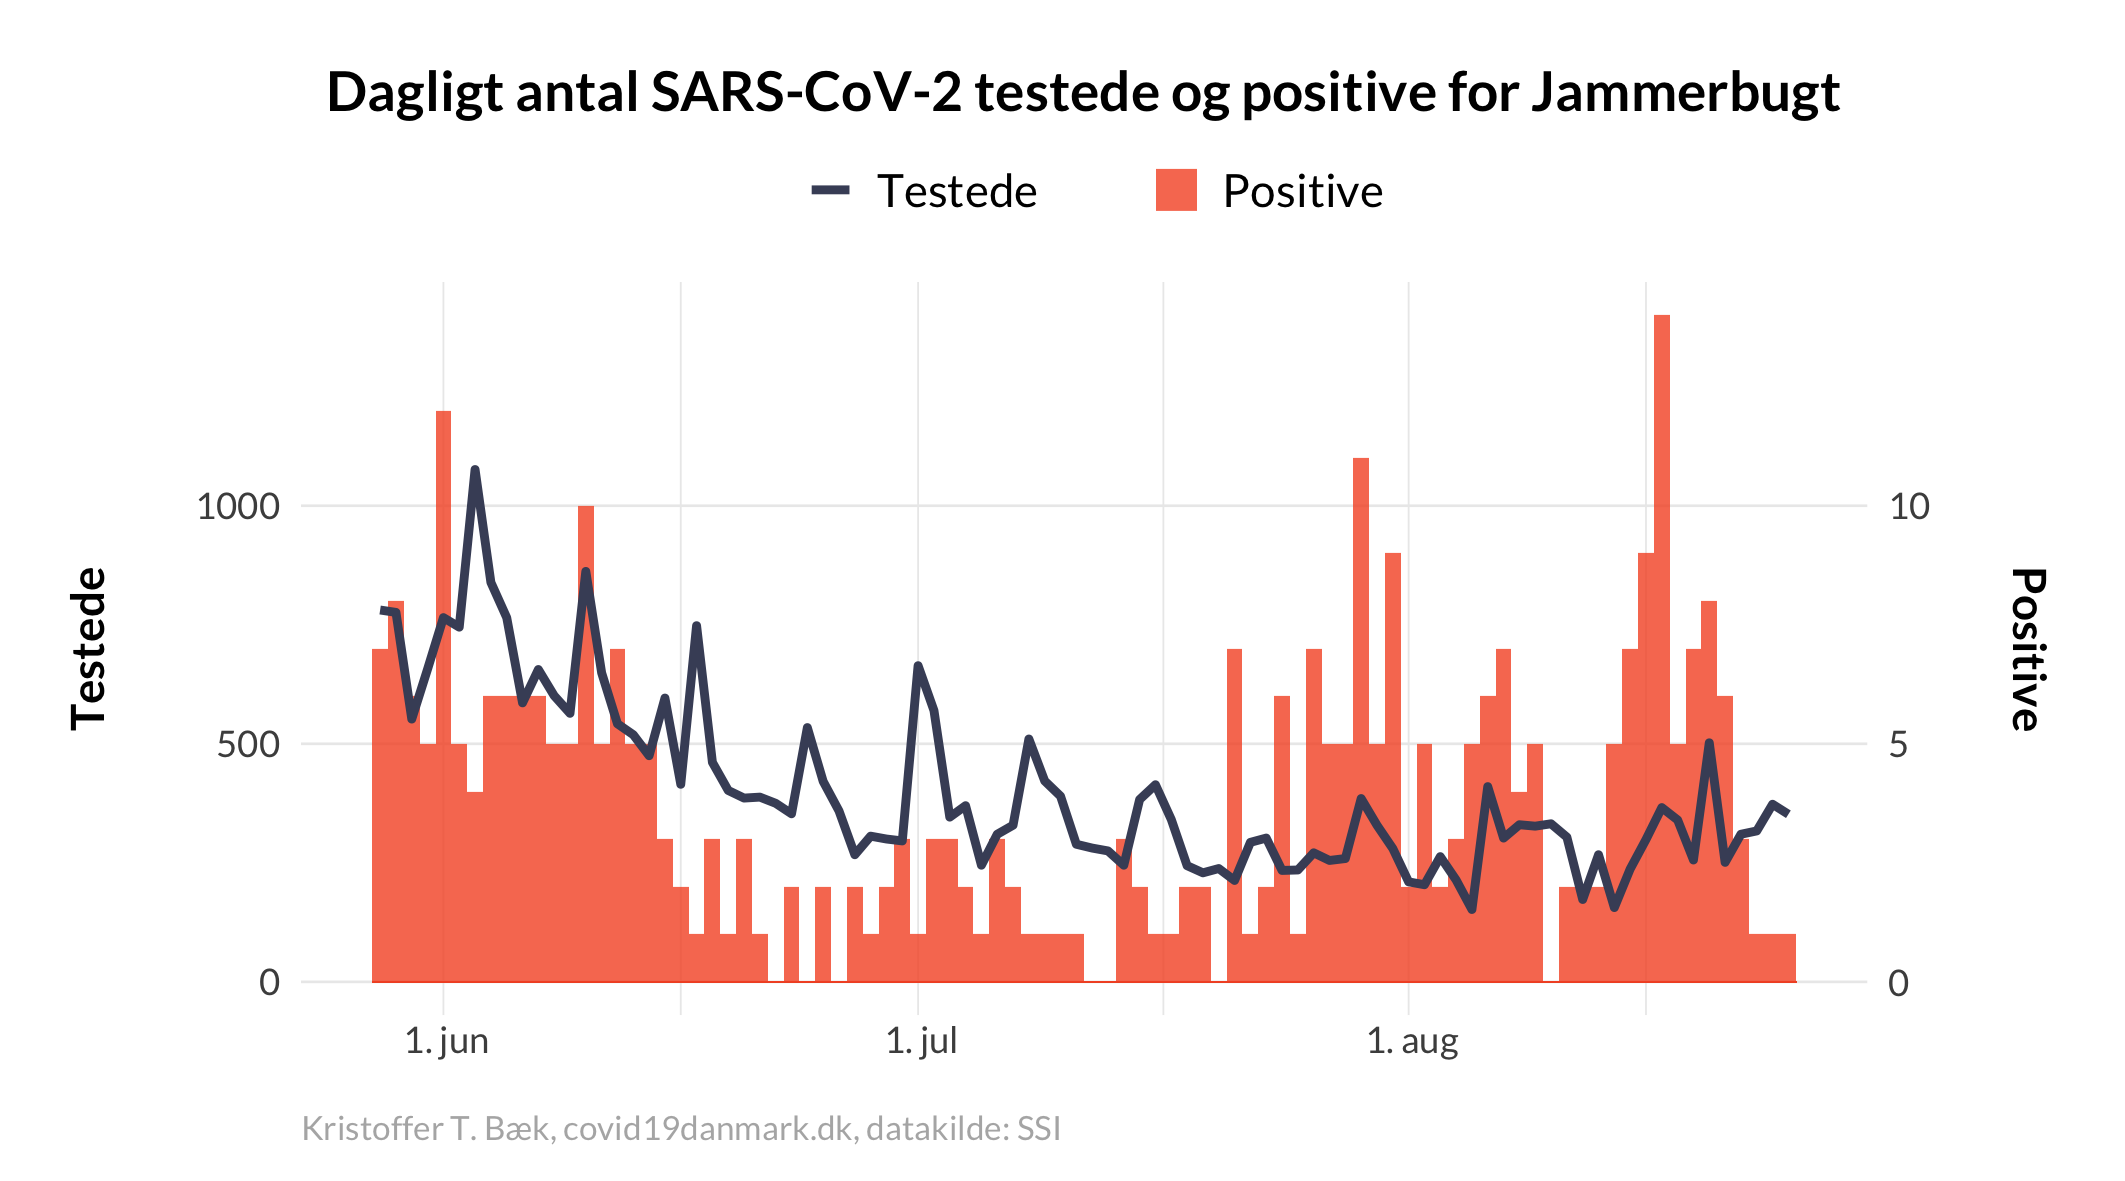 Dagligt antal SARS-CoV-2 testede og positive for Jammerbugt
Testede
Positive
Testede
1000
500
0
10
5
0
Positive
1. jun
1. jul
1. aug
Kristoffer T. Bæk, covid19danmark.dk, datakilde: SSI